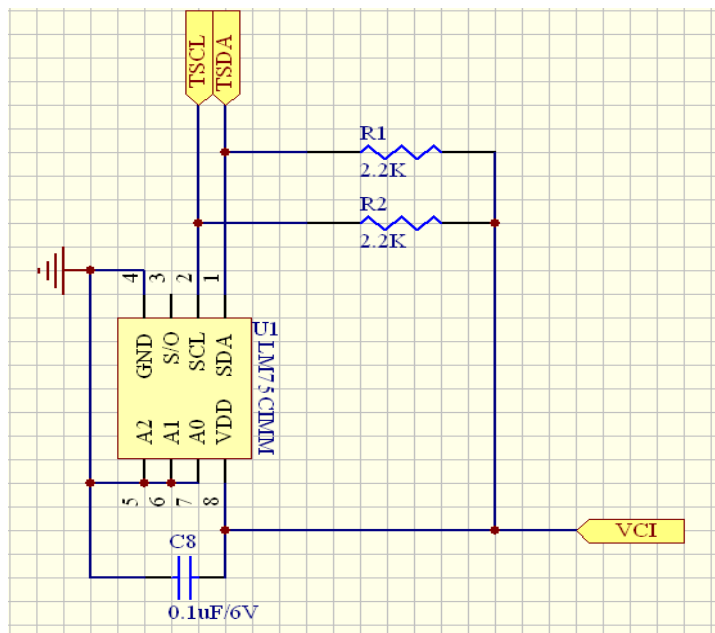 TSCL
TSDA
R1
2.2K
R2
2.2K
4
3
2
1
U1
LM75CIMM
GND
S/O
SCL
SDA
A2
A1
A0
VDD
5
6
7
8
C8
0.1uF/6V
VCI